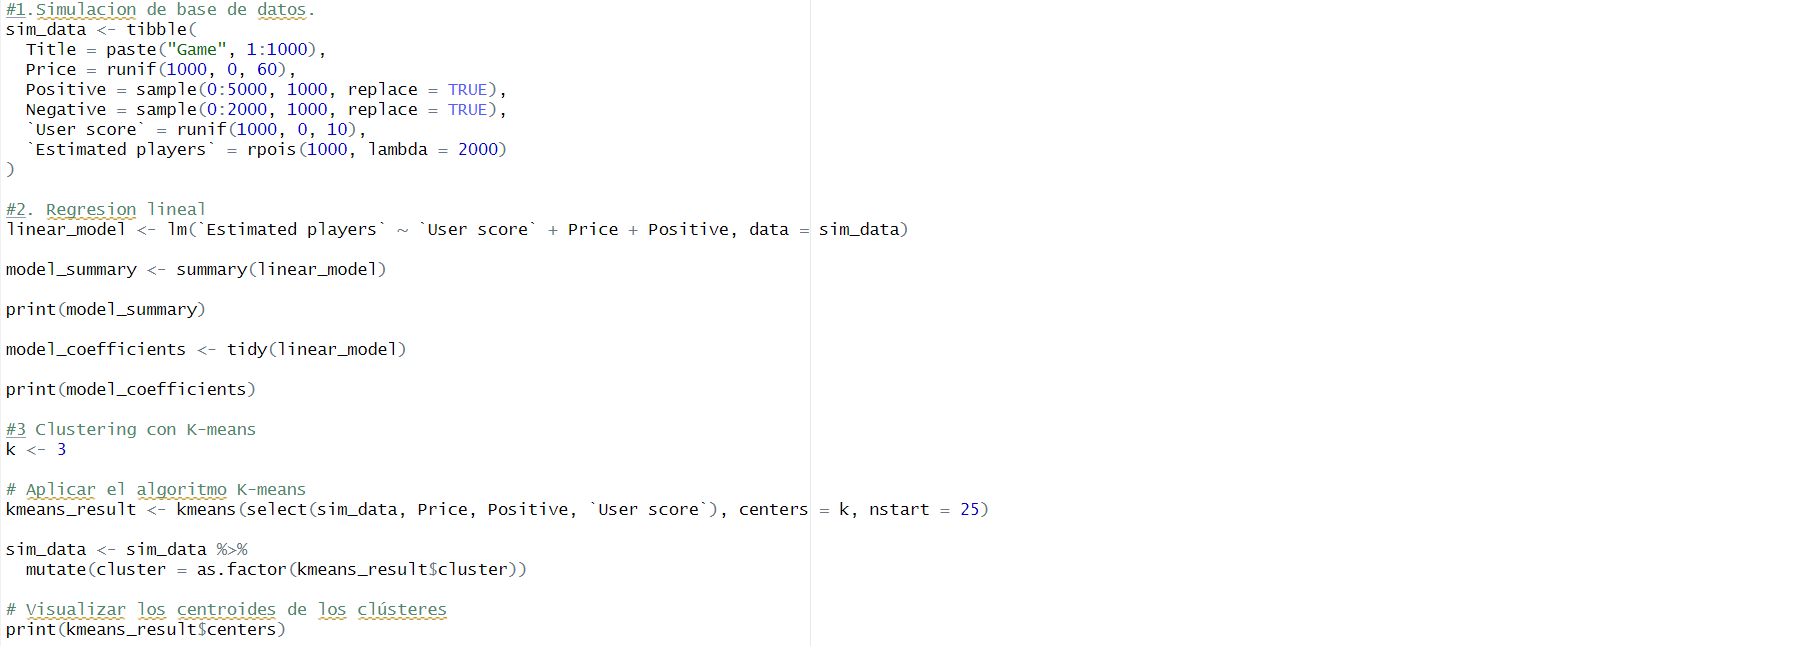 #1.Simulacion de base de datos.
sim_data <- tibble(
  Title = paste("Game", 1:1000),
  Price = runif(1000, 0, 60),
  Positive = sample(0:5000, 1000, replace = TRUE),
  Negative = sample(0:2000, 1000, replace = TRUE),
  `User score` = runif(1000, 0, 10),
  `Estimated players` = rpois(1000, lambda = 2000)
)
#2. Regresion lineal
linear_model <- lm(`Estimated players` ~ `User score` + Price + Positive, data = sim_data)
model_summary <- summary(linear_model)
print(model_summary)
model_coefficients <- tidy(linear_model)
print(model_coefficients)
#3 Clustering con K-means
k <- 3
# Aplicar el algoritmo K-means
kmeans_result <- kmeans(select(sim_data, Price, Positive, `User score`), centers = k, nstart = 25)
sim_data <- sim_data %>%
  mutate(cluster = as.factor(kmeans_result$cluster))
# Visualizar los centroides de los clústeres
print(kmeans_result$centers)